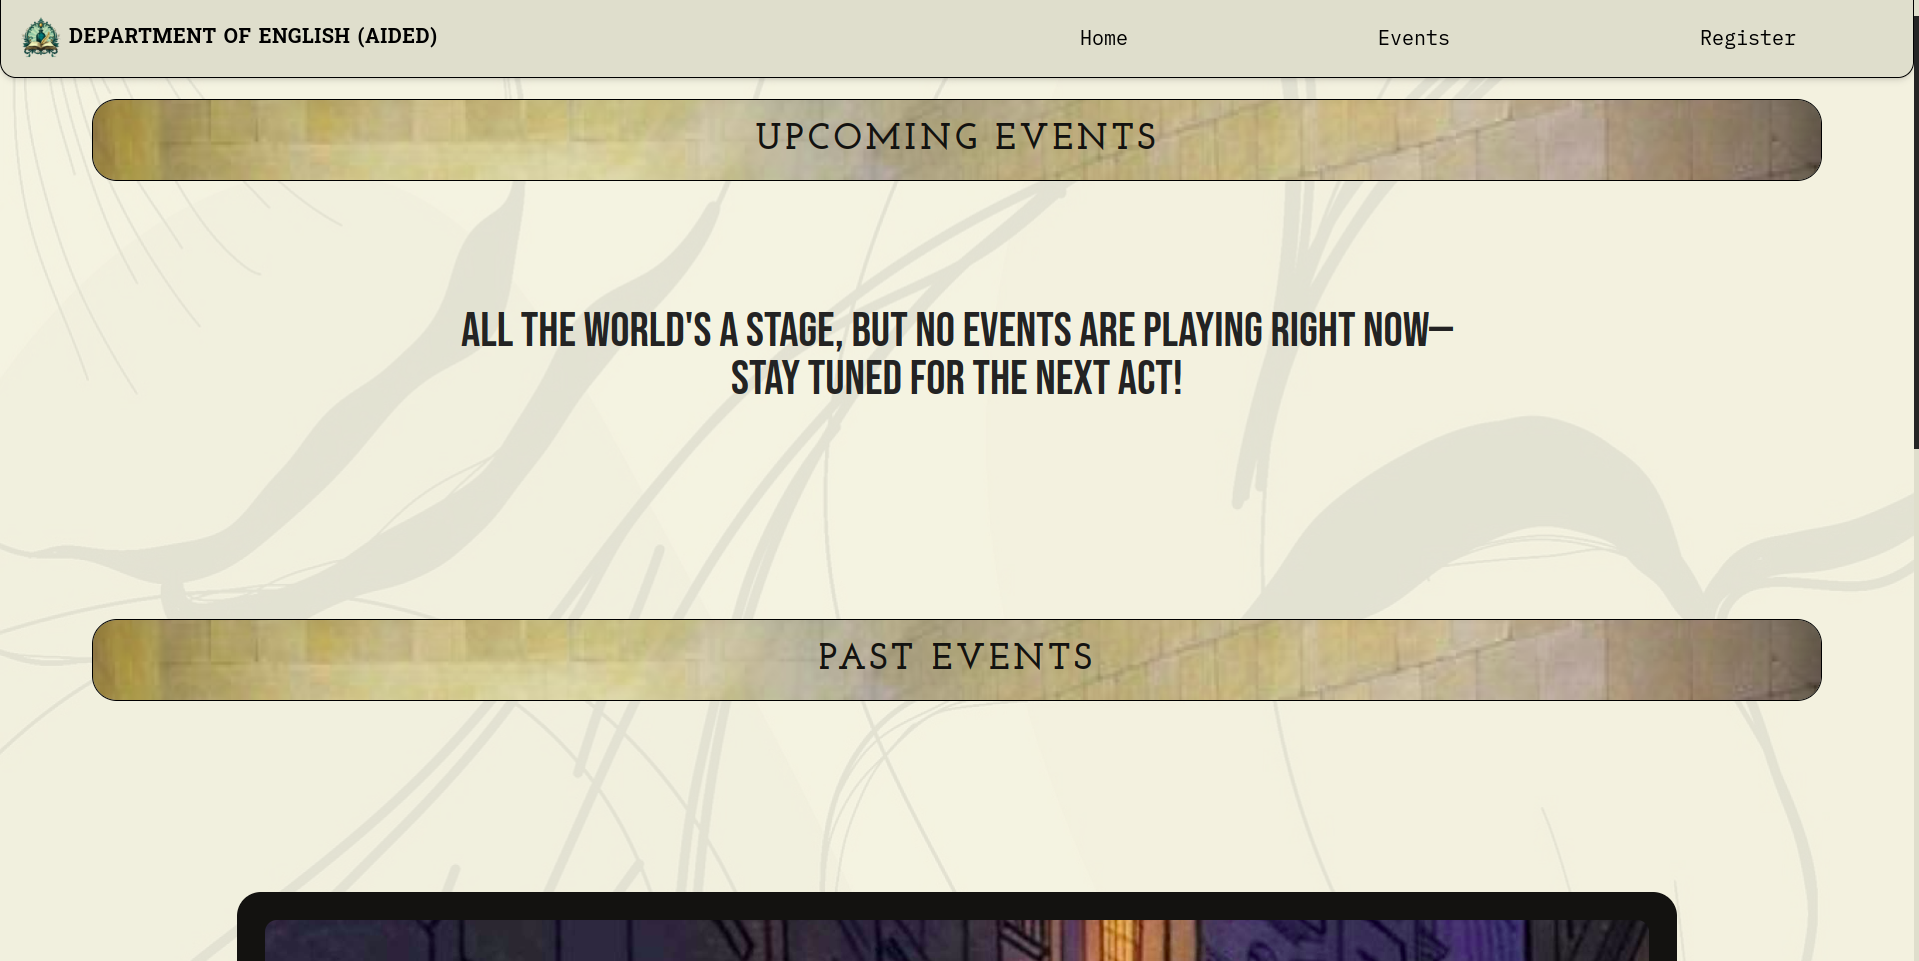 DEPARTMENT OF ENGLISH (AIDED)
Home
Events
Register
UPCOMING EVENTS
ALL THE WORLD'S A STAGE, BUT NO EVENTS ARE PLAYING RIGHT NOW—
STAY TUNED FOR THE NEXT ACT!
PAST EVENTS